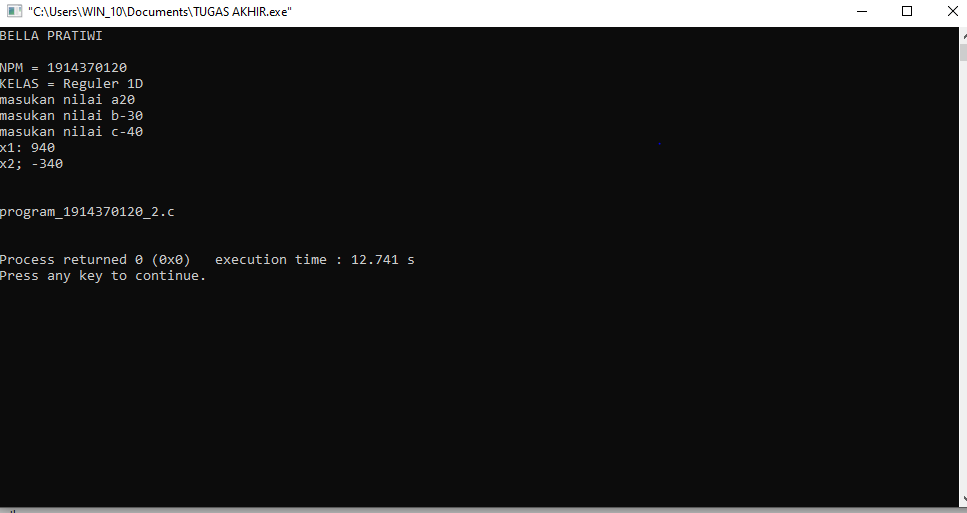 "C:\Users\WIN_10\Documents\TUGAS AKHIR.exe"
BELLA PRATIWI
NPM = 1914370120
KELAS = Reguler 1D
masukan nilai a20
masukan nilai b-30
masukan nilai c-40
x1: 940
x2; -340
program_1914370120_2.c
Process returned 0 (0x0)   execution time : 12.741 s
Press any key to continue.